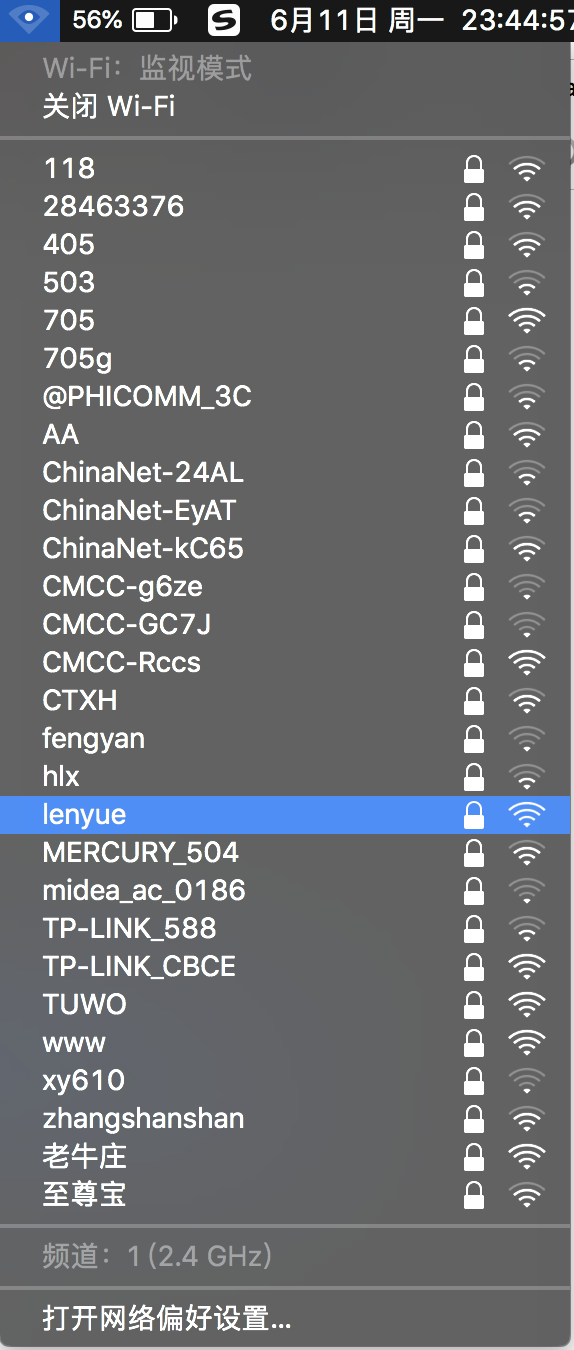 56% 6月11日 周一 23:44:57
Wi-Fi：监视模式
关闭 Wi-Fi
118
28463376
405
503
705
705g
@PHICOMM_3C
AA
ChinaNet-24AL
ChinaNet-EyAT
ChinaNet-kC65
CMCC-g6ze
CMCC-GC7J
CMCC-Rccs
CTXH
fengyan
hlx
lenyue
MERCURY_504
midea_ac_0186
TP-LINK_588
TP-LINK_CBCE
TUWO
www
xy610
zhangshanshan
老牛庄
至尊宝
频道：1 (2.4 GHz)
打开网络偏好设置...